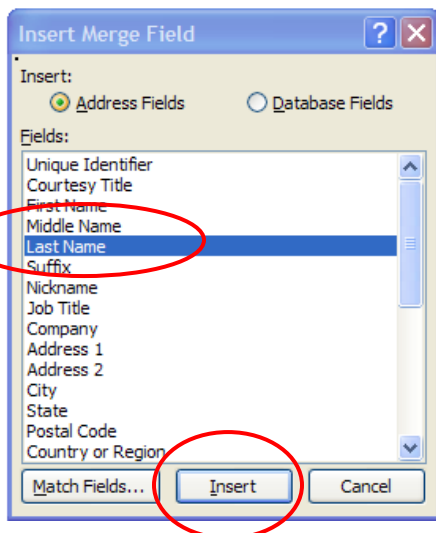 Insert Merge Field
Insert:
Address Fields Database Fields
Fields:
Unique Identifier
Courtesy Title
First Name
Middle Name
Last Name
Suffix
Nickname
Job Title
Company
Address 1
Address 2
City
State
Postal Code
Country or Region
Match Fields... Insert Cancel